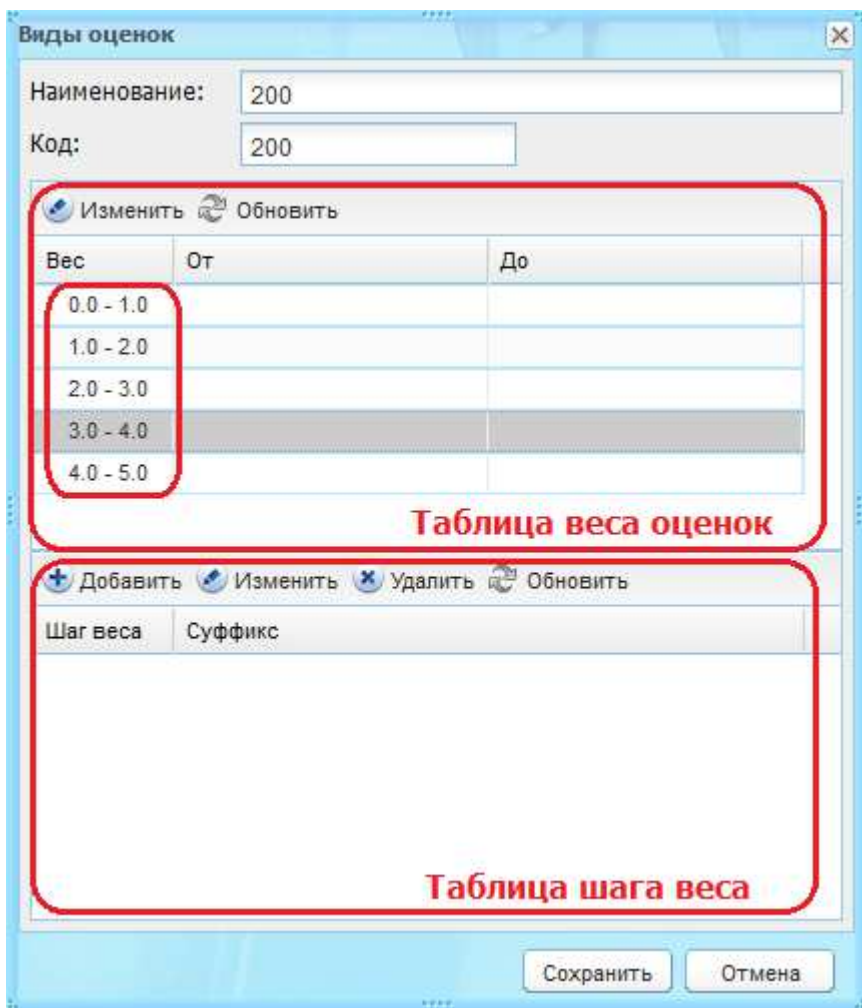 Виды оценок
Наименование: 200
Код: 200
Изменить Обновить
Вес От До
0.0 - 1.0
1.0 - 2.0
2.0 - 3.0
3.0 - 4.0
4.0 - 5.0
Таблица веса оценок
Добавить Изменить Удалить Обновить
Шаг веса Суффикс
Таблица шага веса
Сохранить Отмена